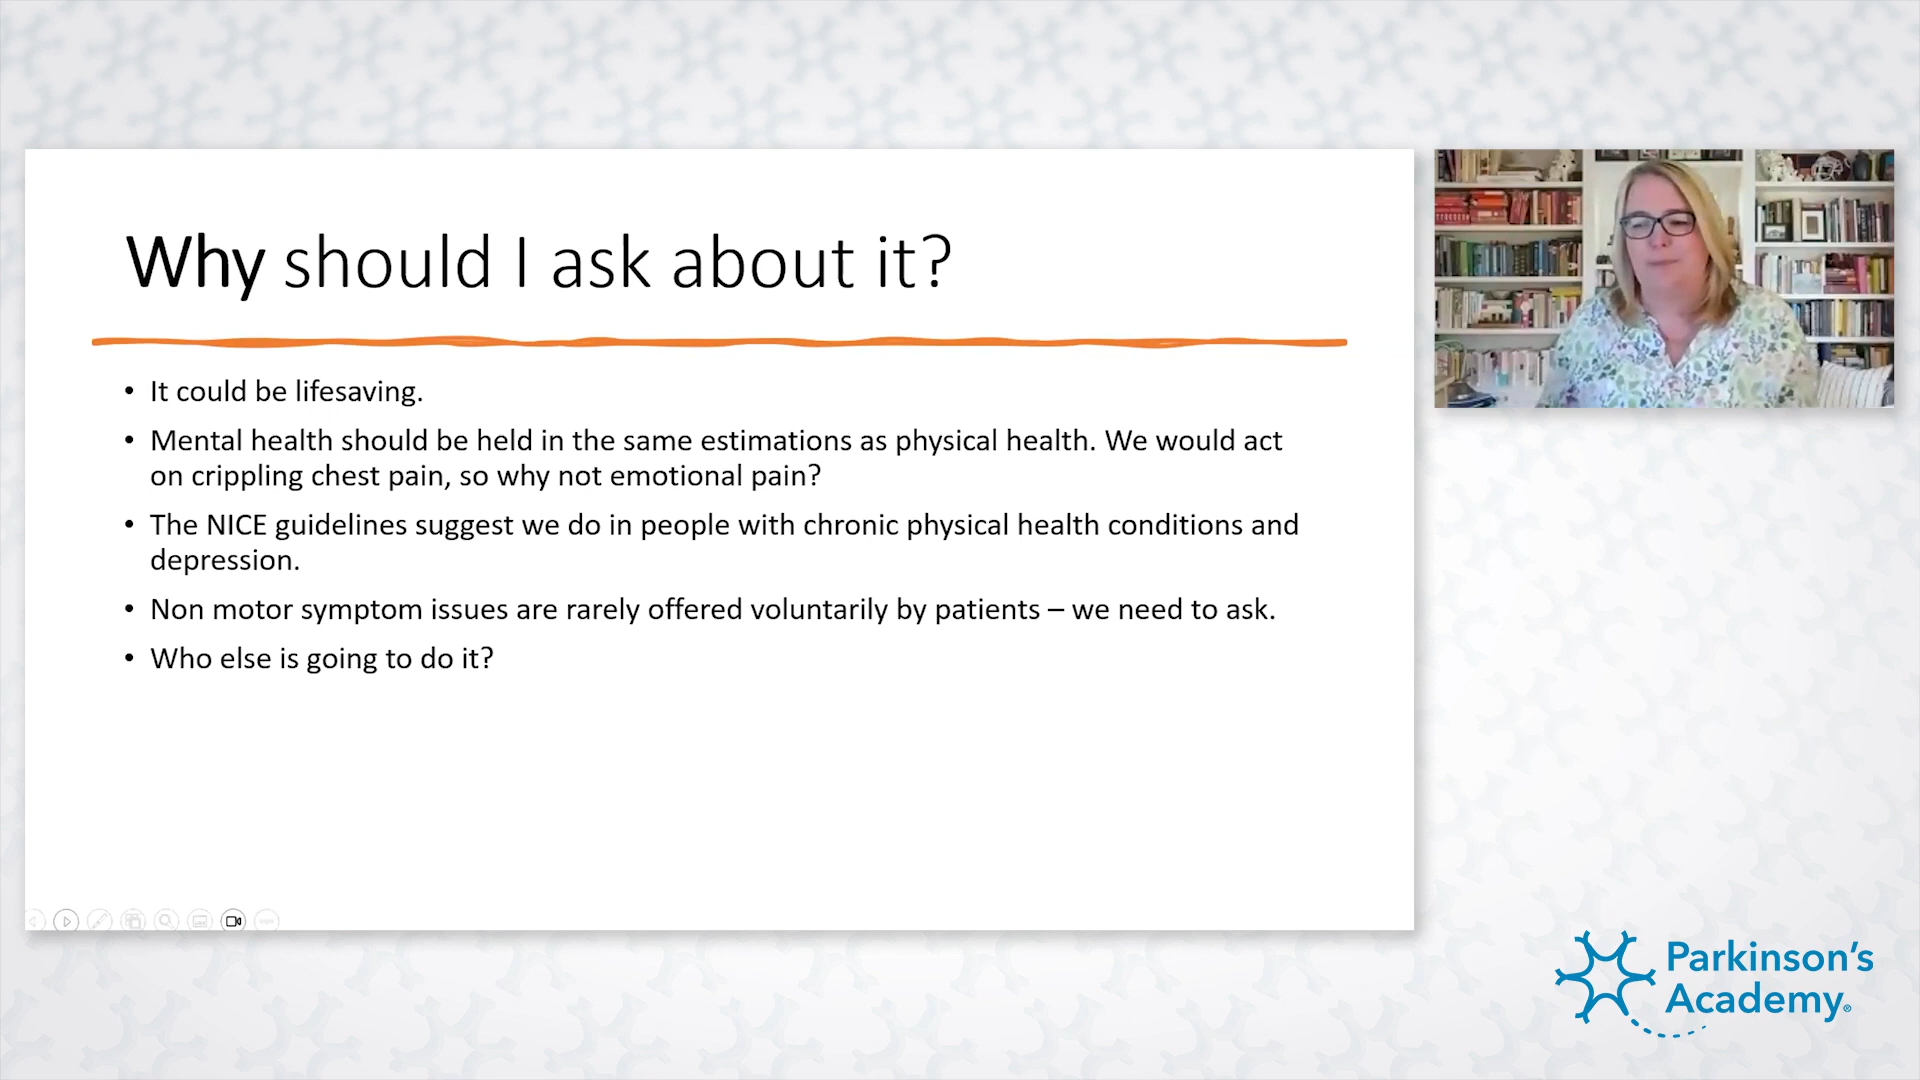 Why should I ask about it?
• It could be lifesaving.
• Mental health should be held in the same estimations as physical health. We would act
on crippling chest pain, so why not emotional pain?
• The NICE guidelines suggest we do in people with chronic physical health conditions and
depression.
• Non motor symptom issues are rarely offered voluntarily by patients – we need to ask.
• Who else is going to do it?
Parkinson's
Academy®